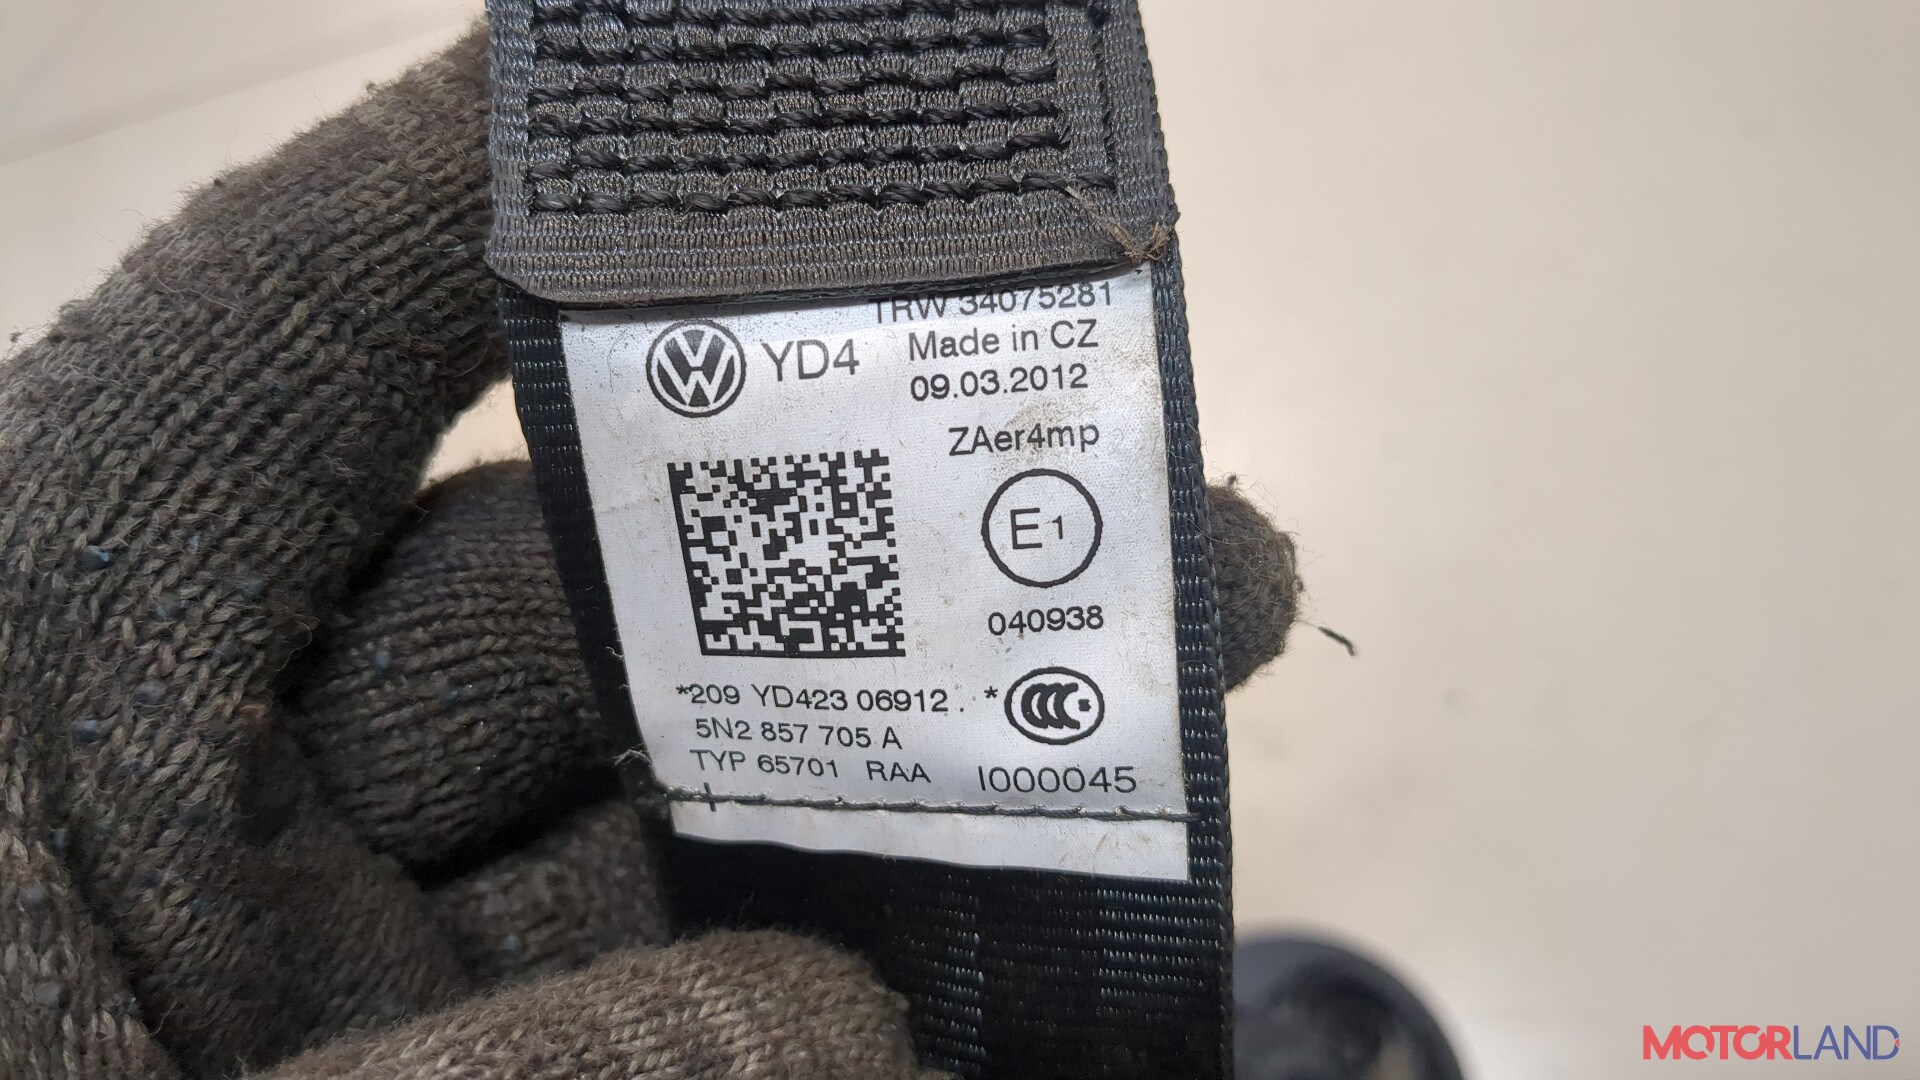 TRW 34075281
YD4
Made in CZ
09.03.2012
ZAer4mp
E1
040938
*209 YD423 06912 . *
CCC
5N2 857 705 A
TYP 65701 RAA
I000045
MOTORLAND